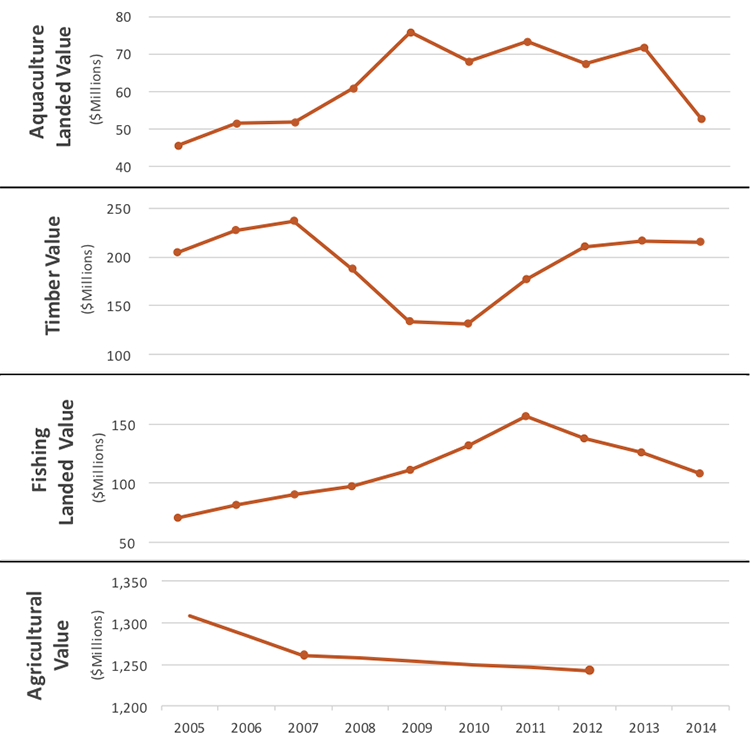 Aquaculture
Landed Value
($Millions)
80
70
60
50
40
Timber Value
($Millions)
250
200
150
100
Fishing
Landed Value
($Millions)
150
100
50
Agricultural
Value
($Millions)
1,350
1,300
1,250
1,200
2005 2006 2007 2008 2009 2010 2011 2012 2013 2014